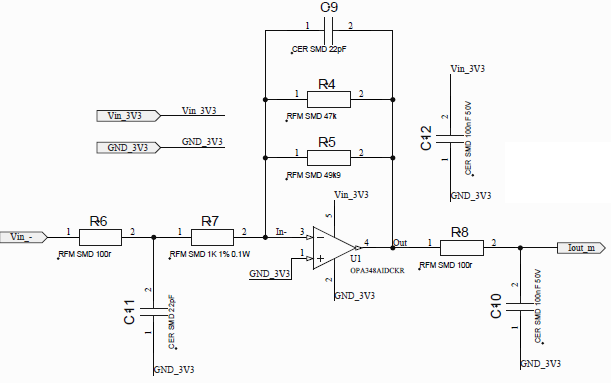 C9
1 2
CER SMD 22pF
R4
1 2
RFM SMD 47k
Vin_3V3
Vin_3V3 Vin_3V3
GND_3V3 GND_3V3
R5
1 2
RFM SMD 49k9
C12
2
1
CER SMD 100nF 50V
GND_3V3
Vin_3V3
5
Vin_-
R6
1 2
RFM SMD 100r
R7
1 2
RFM SMD 1K 1% 0.1W
In- 3
1
4 Out
U1
OPA348AIDCKR
GND_3V3
2
GND_3V3
R8
1 2
RFM SMD 100r
Iout_m
C11
2
1
CER SMD 22pF
GND_3V3
C10
2
1
CER SMD 100nF 50V
GND_3V3